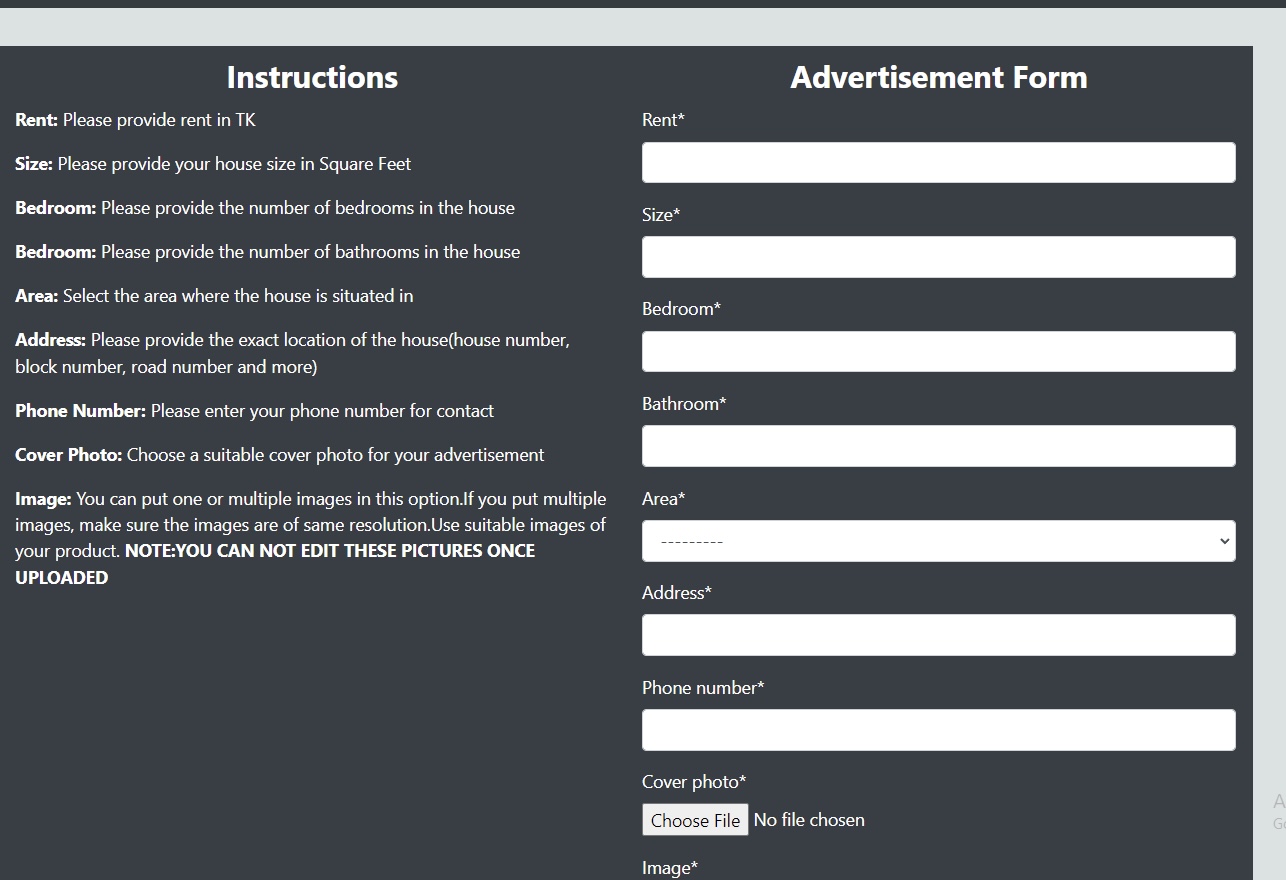 Instructions
Rent: Please provide rent in TK
Size: Please provide your house size in Square Feet
Bedroom: Please provide the number of bedrooms in the house
Bedroom: Please provide the number of bathrooms in the house
Area: Select the area where the house is situated in
Address: Please provide the exact location of the house(house number,
block number, road number and more)
Phone Number: Please enter your phone number for contact
Cover Photo: Choose a suitable cover photo for your advertisement
Image: You can put one or multiple images in this option.If you put multiple
images, make sure the images are of same resolution.Use suitable images of
your product. NOTE:YOU CAN NOT EDIT THESE PICTURES ONCE
UPLOADED
Advertisement Form
Rent*
Size*
Bedroom*
Bathroom*
Area*
---------
Address*
Phone number*
Cover photo*
Choose File No file chosen
Image*